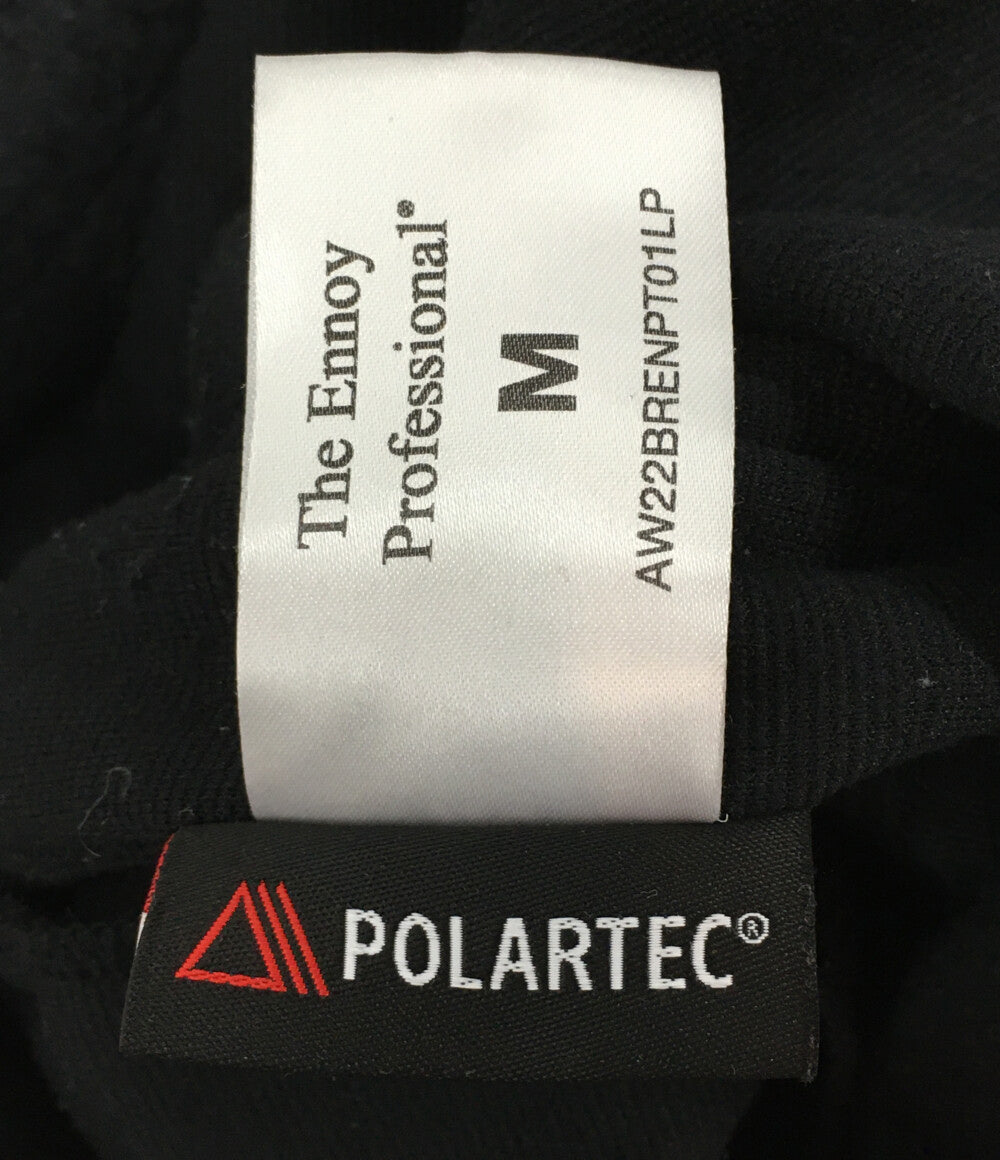 The Ennoy
Professional®
M
AW22BRENPT01LP
POLARTEC®